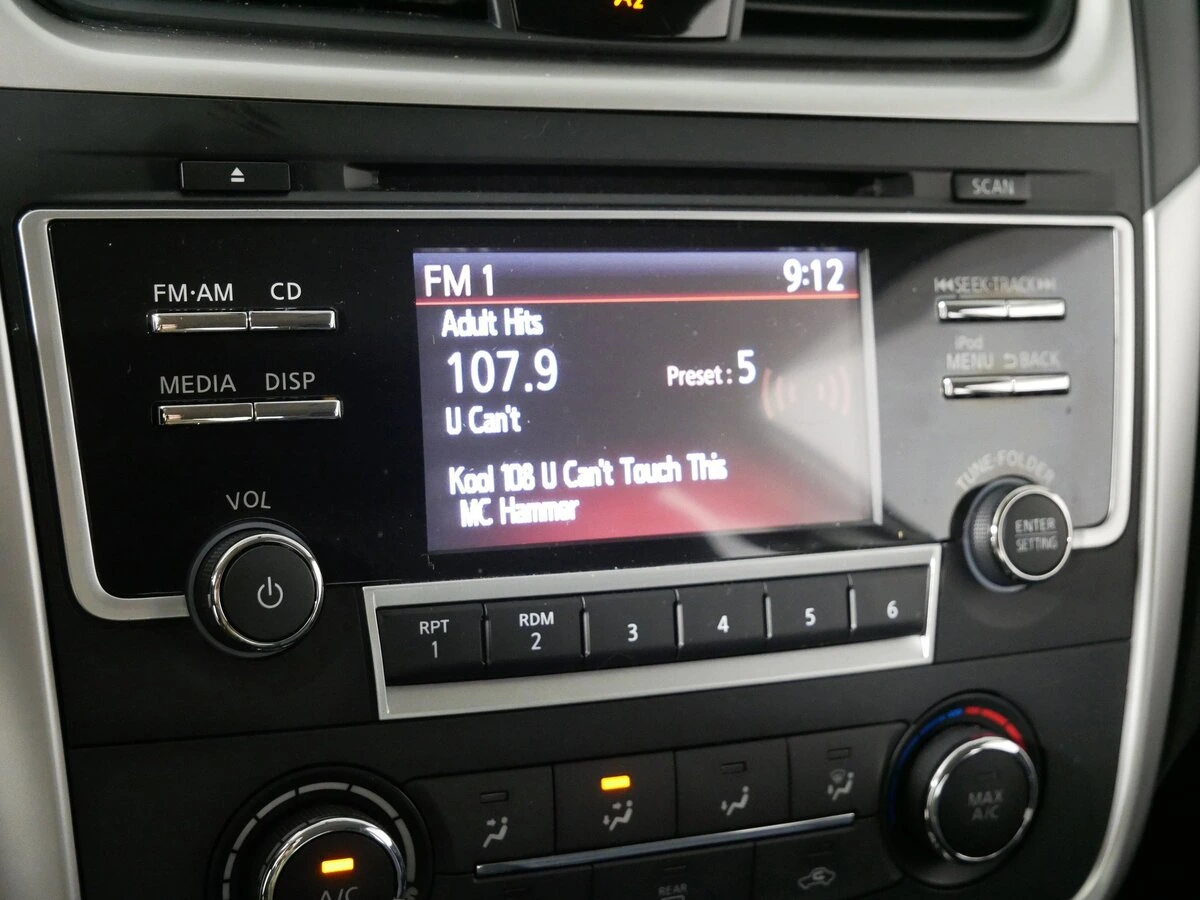 SCAN
FM·AM CD
MEDIA DISP
VOL
FM 1 9:12
Adult Hits
107.9 Preset: 5
U Can't
Kool 108 U Can't Touch This
MC Hammer
SEEK·TRACK
iPod
MENU BACK
TUNE·FOLDER
ENTER
SETTING
RPT
1
RDM
2
3
4
5
6
MAX
A/C
A/C
REAR